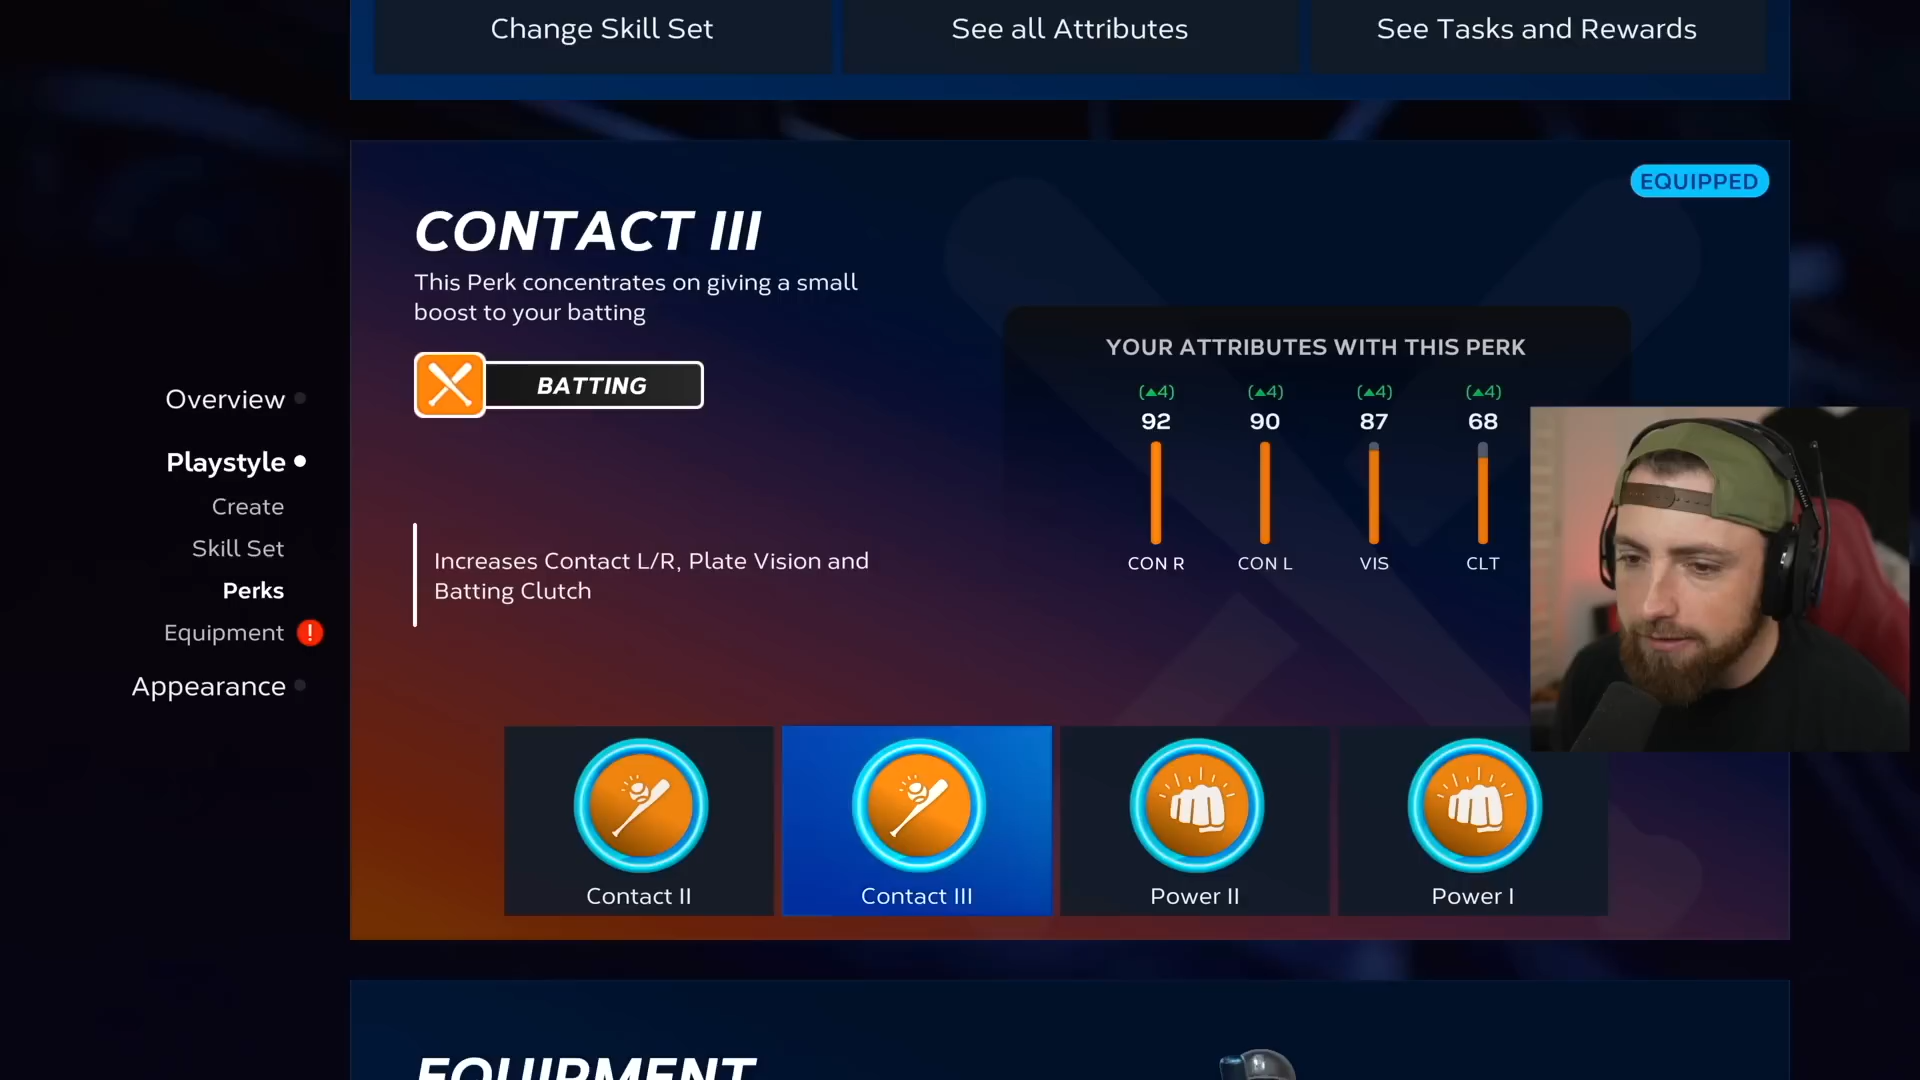 Change Skill Set
See all Attributes
See Tasks and Rewards
EQUIPPED
CONTACT III
This Perk concentrates on giving a small
boost to your batting
BATTING
Increases Contact L/R, Plate Vision and
Batting Clutch
YOUR ATTRIBUTES WITH THIS PERK
(▲4) (▲4) (▲4) (▲4)
92 90 87 68
CON R CON L VIS CLT
Overview
Playstyle
Create
Skill Set
Perks
Equipment !
Appearance
Contact II
Contact III
Power II
Power I
EQUIPMENT